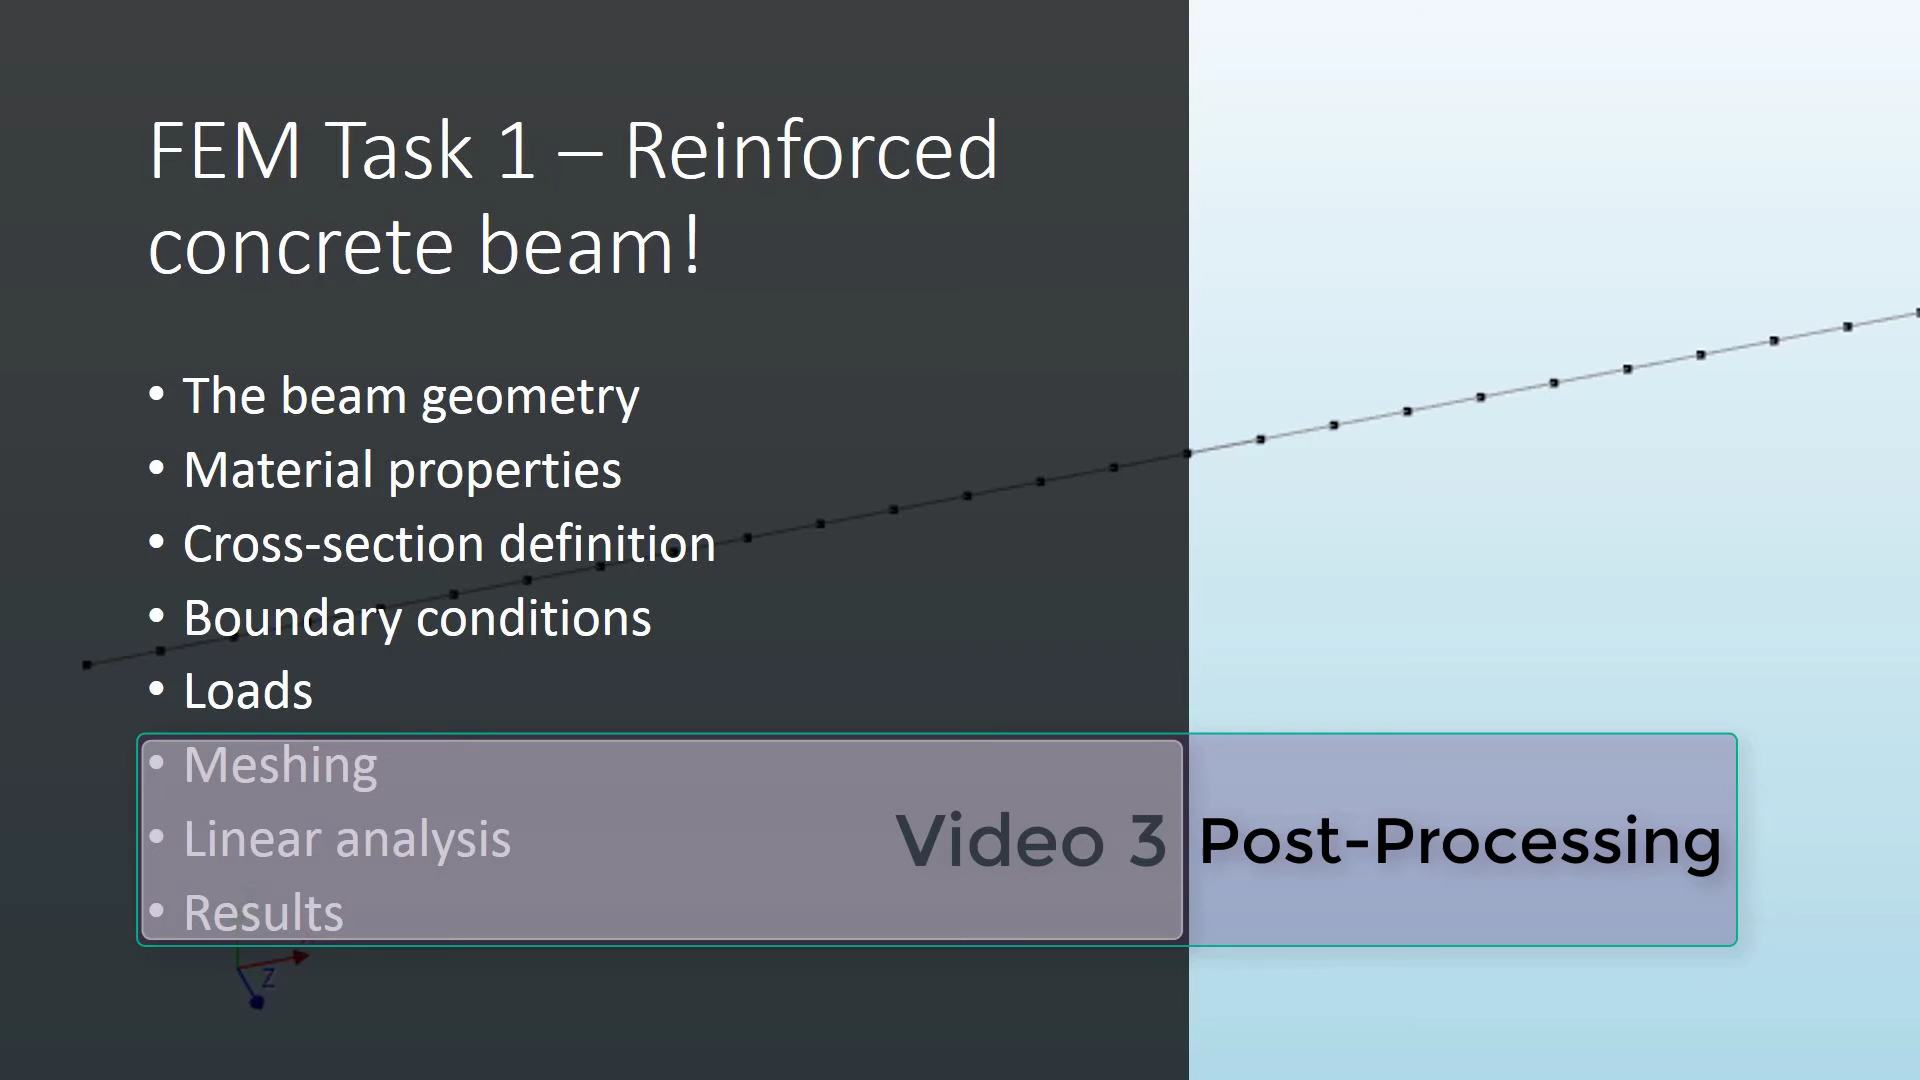 FEM Task 1 – Reinforced
concrete beam!
• The beam geometry
• Material properties
• Cross-section definition
• Boundary conditions
• Loads
• Meshing
• Linear analysis
• Results
Video 3 Post-Processing
Z